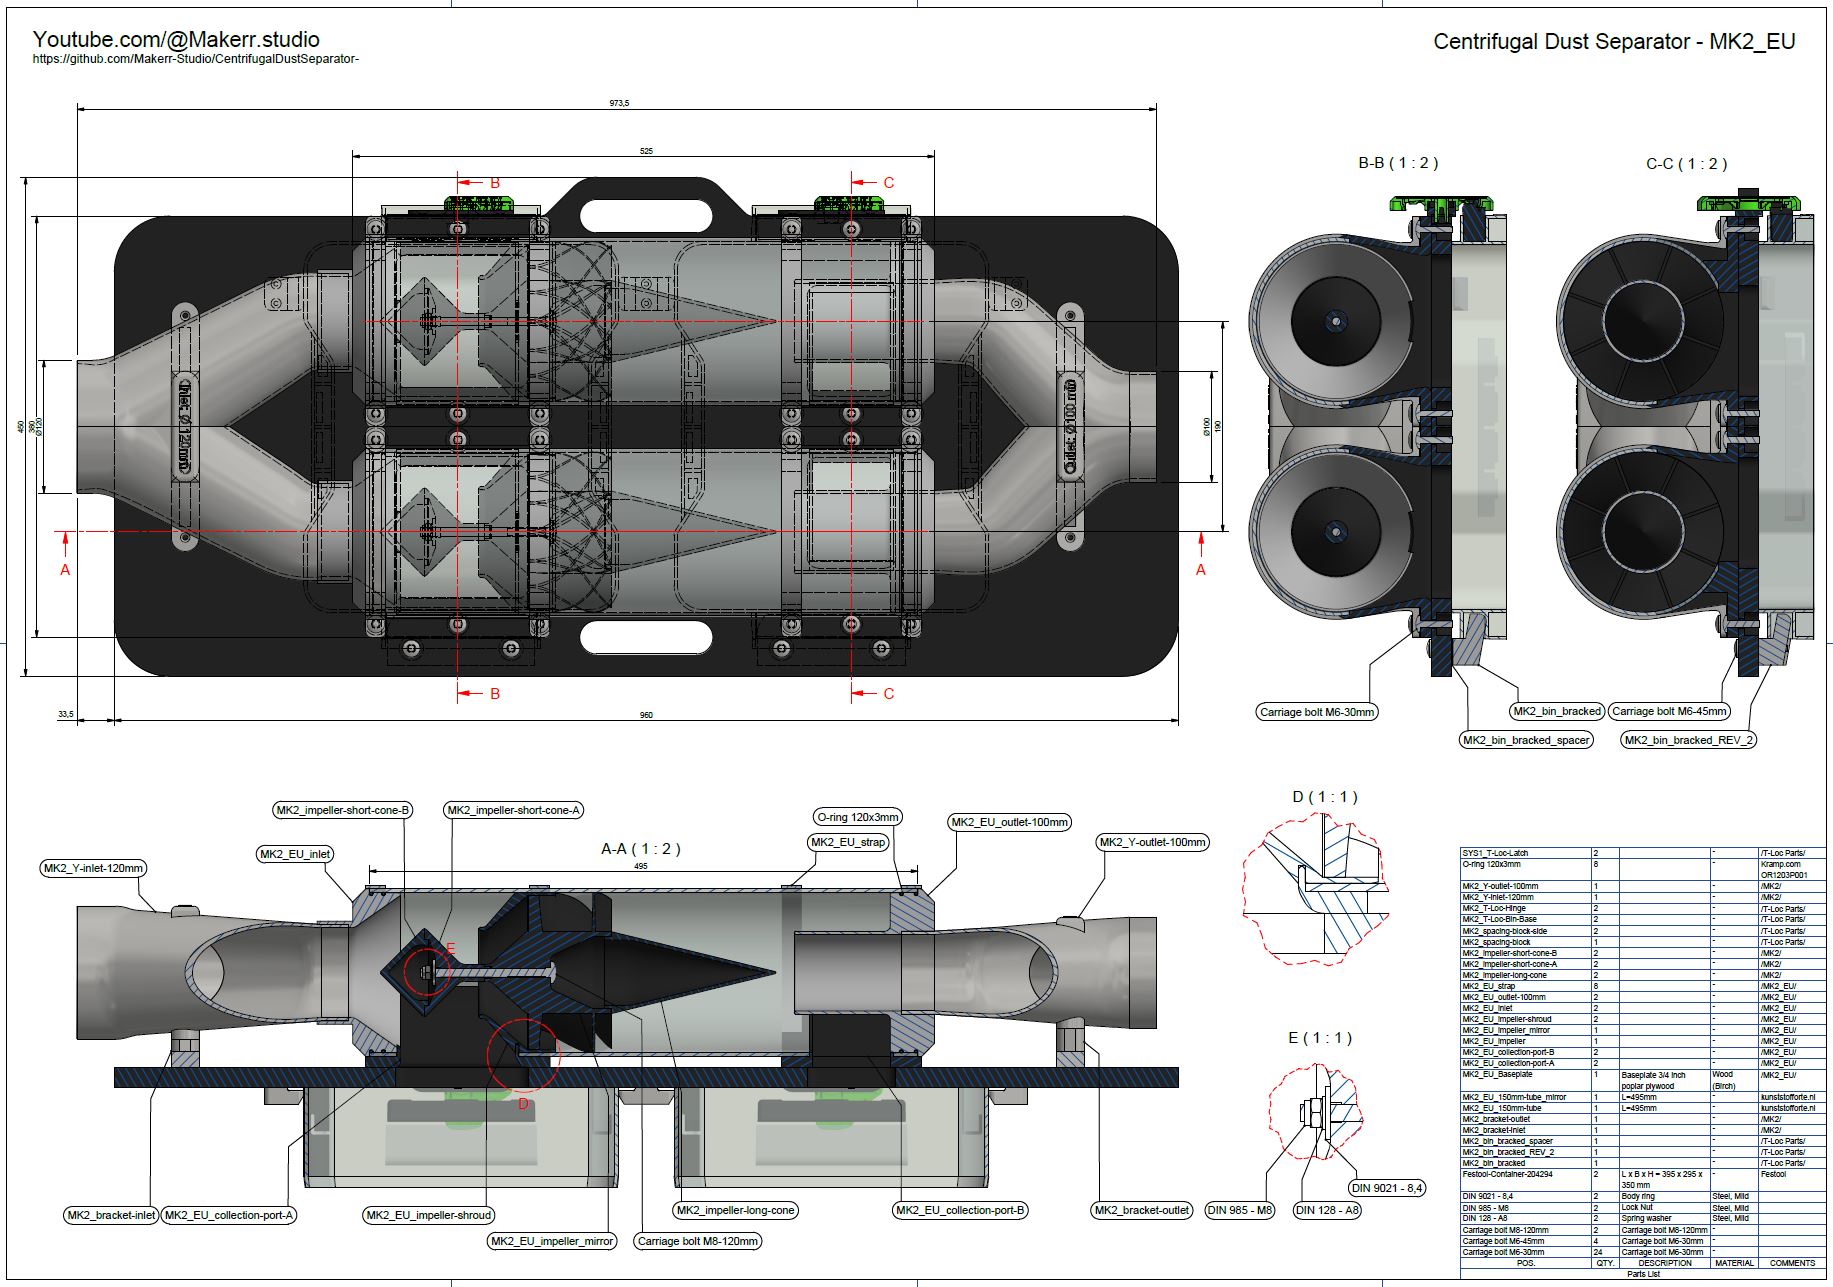 Youtube.com/@Makerr.studio
https://github.com/Makerr-Studio/CentrifugalDustSeparator-
Centrifugal Dust Separator - MK2_EU
973,5
525
B
C
450
380
Ø120
Inlet: Ø 120mm
Outlet: Ø100 mm
Ø100
190
A
A
B
C
33,5
960
B-B ( 1 : 2 )
C-C ( 1 : 2 )
Carriage bolt M6-30mm
MK2_bin_bracked
MK2_bin_bracked_spacer
Carriage bolt M6-45mm
MK2_bin_bracked_REV_2
A-A ( 1 : 2 )
495
MK2_impeller-short-cone-B
MK2_impeller-short-cone-A
O-ring 120x3mm
MK2_EU_outlet-100mm
MK2_EU_strap
MK2_Y-outlet-100mm
MK2_EU_inlet
MK2_Y-inlet-120mm
E
D
MK2_bracket-inlet
MK2_EU_collection-port-A
MK2_EU_impeller-shroud
MK2_EU_impeller_mirror
Carriage bolt M8-120mm
MK2_impeller-long-cone
MK2_EU_collection-port-B
MK2_bracket-outlet
D ( 1 : 1 )
E ( 1 : 1 )
DIN 985 - M8
DIN 128 - A8
DIN 9021 - 8,4
SYS1_T-Loc-Latch 2 - /T-Loc Parts/
O-ring 120x3mm 8 - Kramp.com
OR1203P001
MK2_Y-outlet-100mm 1 - /MK2/
MK2_Y-inlet-120mm 1 - /MK2/
MK2_T-Loc-Hinge 2 - /T-Loc Parts/
MK2_T-Loc-Bin-Base 2 - /T-Loc Parts/
MK2_spacing-block-side 2 - /T-Loc Parts/
MK2_spacing-block 1 - /T-Loc Parts/
MK2_impeller-short-cone-B 2 - /MK2/
MK2_impeller-short-cone-A 2 - /MK2/
MK2_impeller-long-cone 2 - /MK2/
MK2_EU_strap 8 - /MK2_EU/
MK2_EU_outlet-100mm 2 - /MK2_EU/
MK2_EU_inlet 2 - /MK2_EU/
MK2_EU_impeller-shroud 2 - /MK2_EU/
MK2_EU_impeller_mirror 1 - /MK2_EU/
MK2_EU_impeller 1 - /MK2_EU/
MK2_EU_collection-port-B 2 - /MK2_EU/
MK2_EU_collection-port-A 2 - /MK2_EU/
MK2_EU_Baseplate 1 Baseplate 3/4 inch Wood /MK2_EU/
poplar plywood (Birch)
MK2_EU_150mm-tube_mirror 1 L=495mm - kunststofforte.nl
MK2_EU_150mm-tube 1 L=495mm - kunststofforte.nl
MK2_bracket-outlet 1 - /MK2/
MK2_bracket-inlet 1 - /MK2/
MK2_bin_bracked_spacer 1 - /T-Loc Parts/
MK2_bin_bracked_REV_2 1 - /T-Loc Parts/
MK2_bin_bracked 1 - /T-Loc Parts/
Festool-Container-204294 2 L x B x H = 395 x 295 x - Festool
350 mm
DIN 9021 - 8,4 2 Body ring Steel, Mild
DIN 985 - M8 2 Lock Nut Steel, Mild
DIN 128 - A8 2 Spring washer Steel, Mild
Carriage bolt M8-120mm 2 Carriage bolt M8-120mm -
Carriage bolt M6-45mm 4 Carriage bolt M6-30mm -
Carriage bolt M6-30mm 24 Carriage bolt M6-30mm -
POS. QTY. DESCRIPTION MATERIAL COMMENTS
Parts List